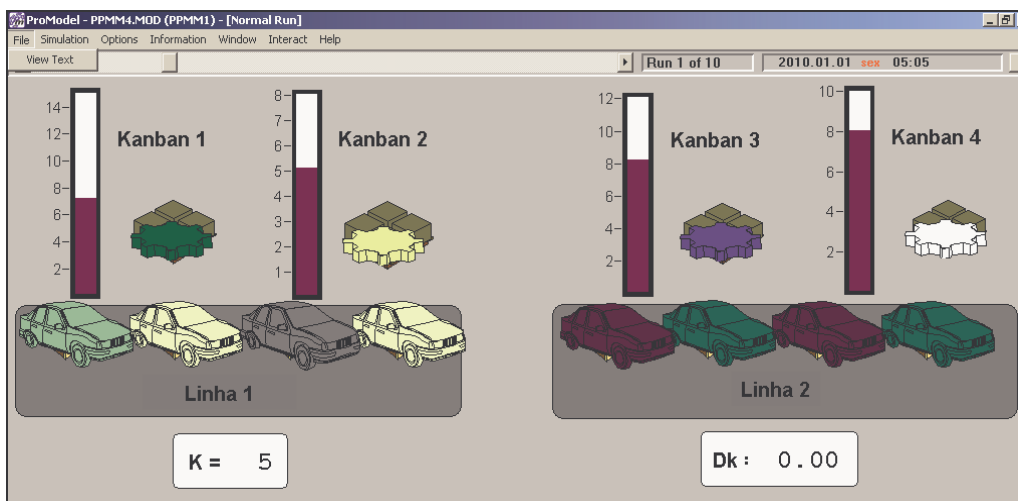 ProModel - PPMM4.MOD (PPMM1) - [Normal Run]
File Simulation Options Information Window Interact Help
View Text
Run 1 of 10
2010.01.01 sex 05:05
14
12
10
8
6
4
2
Kanban 1
8
7
6
5
4
3
2
1
Kanban 2
12
10
8
6
4
2
Kanban 3
10
8
6
4
2
Kanban 4
Linha 1
Linha 2
K = 5
Dk : 0.00